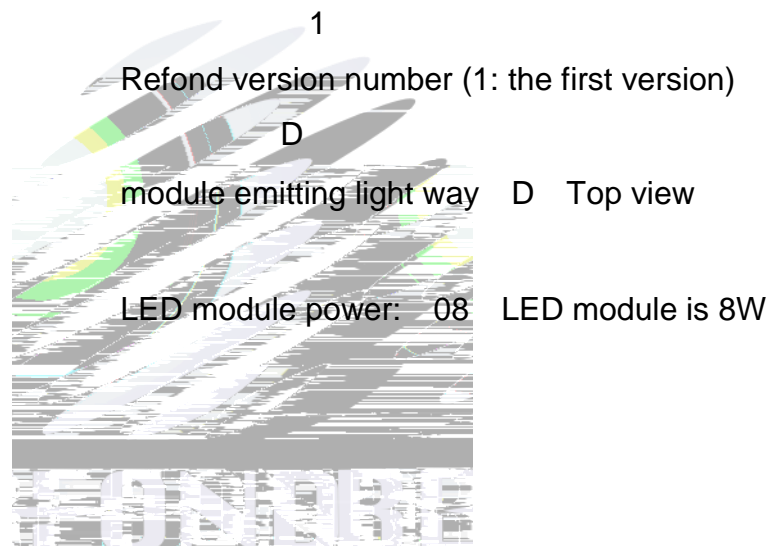 1
Refond version number (1: the first version)
D
module emitting light way D Top view
LED module power: 08 LED module is 8W